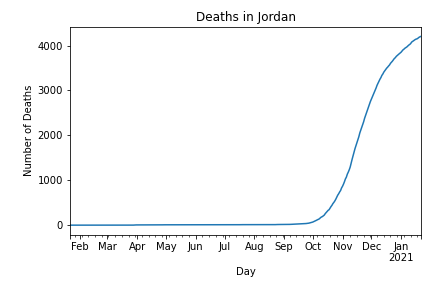 Deaths in Jordan
Number of Deaths
4000
3000
2000
1000
0
Feb Mar Apr May Jun Jul Aug Sep Oct Nov Dec Jan
2021
Day